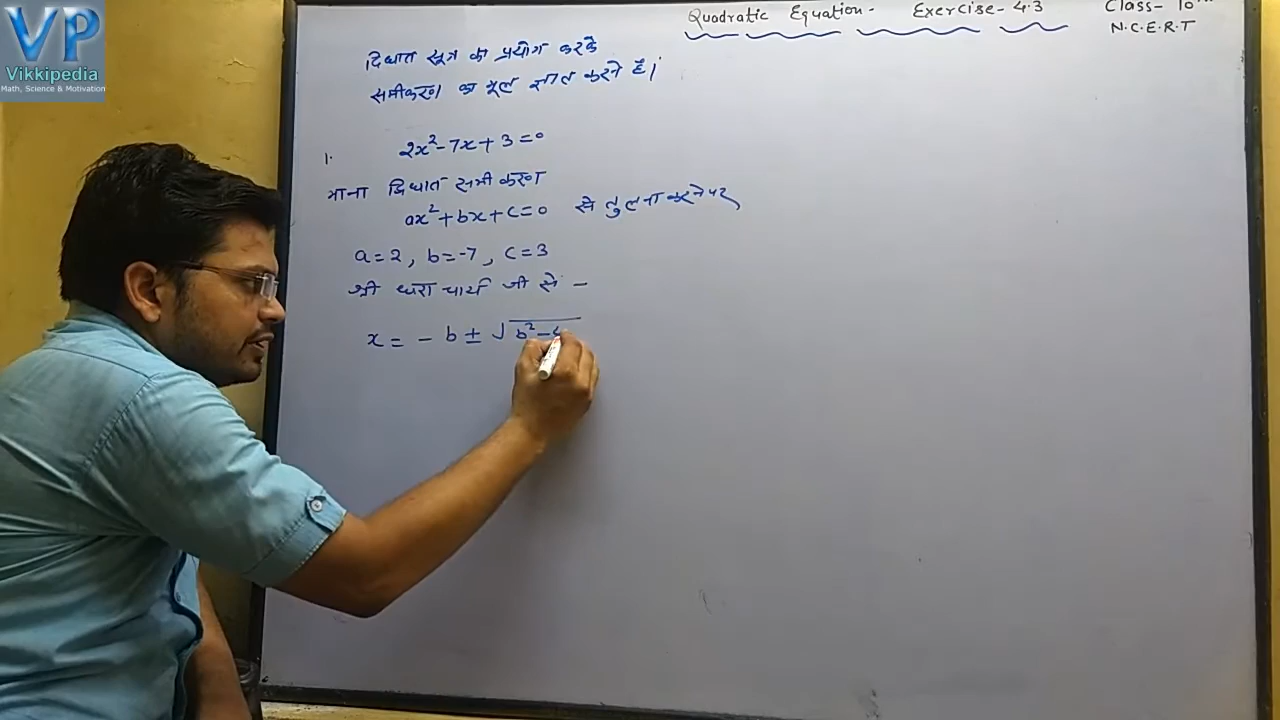 VP
Vikkipedia
Math, Science & Motivation
Quadratic Equation- Exercise-4.3 Class- 10th
N.C.E.R.T
द्विघात सूत्र का प्रयोग करके
समीकरण का मूल ज्ञात करते है।
1. 2x²-7x+3=0
माना द्विघात समीकरण
ax²+bx+c=0 से तुलना करने पर,
a=2, b=-7, c=3
श्री धरा चार्य जी से -
x = - b ± √b²-